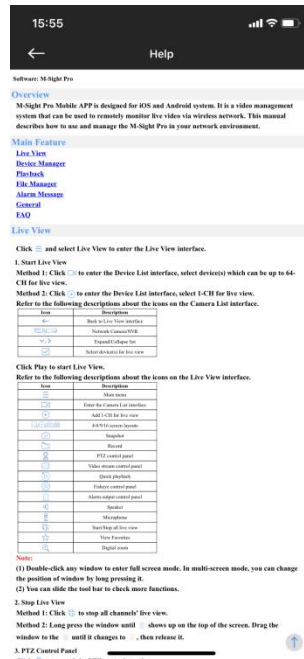 15:55
Help
Software: M-Sight Pro
Overview
M-Sight Pro Mobile APP is designed for iOS and Android system. It is a video management
system that can be used to remotely monitor live video via wireless network. This manual
describes how to use and manage the M-Sight Pro in your network environment.
Main Feature
Live View
Device Manager
Playback
File Manager
Alarm Message
General
FAQ
Live View
Click and select Live View to enter the Live View interface.
1. Start Live View
Method 1: Click to enter the Device List interface, select device(s) which can be up to 64-
CH for live view.
Method 2: Click to enter the Device List interface, select 1-CH for live view.
Refer to the following descriptions about the icons on the Camera List interface.
Icon Descriptions
Back to Live View interface
Network Camera/NVR
Expand/Collapse list
Select device(s) for live view
Click Play to start Live View.
Refer to the following descriptions about the icons on the Live View interface.
Icon Descriptions
Main menu
Enter the Camera List interface
Add 1-CH for live view
4/6/9/16 screen layouts
Snapshot
Record
PTZ control panel
Video stream control panel
Quick playback
Fisheye control panel
Alarm output control panel
Speaker
Microphone
Start/Stop all live view
View Favorites
Digital zoom
Note:
(1) Double-click any window to enter full screen mode. In multi-screen mode, you can change
the position of window by long pressing it.
(2) You can slide the tool bar to check more functions.
2. Stop Live View
Method 1: Click to stop all channels' live view.
Method 2: Long press the window until shows up on the top of the screen. Drag the
window to the until it changes to , then release it.
3. PTZ Control Panel